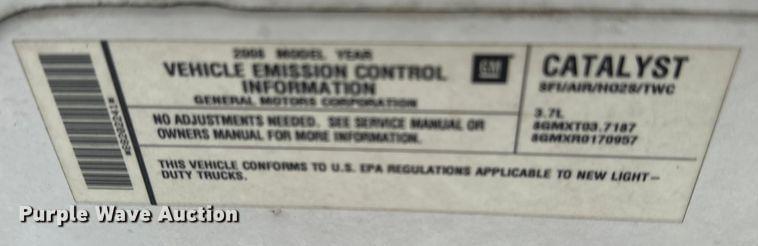 2008 MODEL YEAR
VEHICLE EMISSION CONTROL
INFORMATION
GENERAL MOTORS CORPORATION
GM
CATALYST
SFI/AIR/HO2S/TWC
NO ADJUSTMENTS NEEDED. SEE SERVICE MANUAL OR
OWNERS MANUAL FOR MORE INFORMATION.
3.7L
8GMXT03.7187
8GMXR0170957
THIS VEHICLE CONFORMS TO U.S. EPA REGULATIONS APPLICABLE TO NEW LIGHT-
DUTY TRUCKS.
Purple Wave Auction